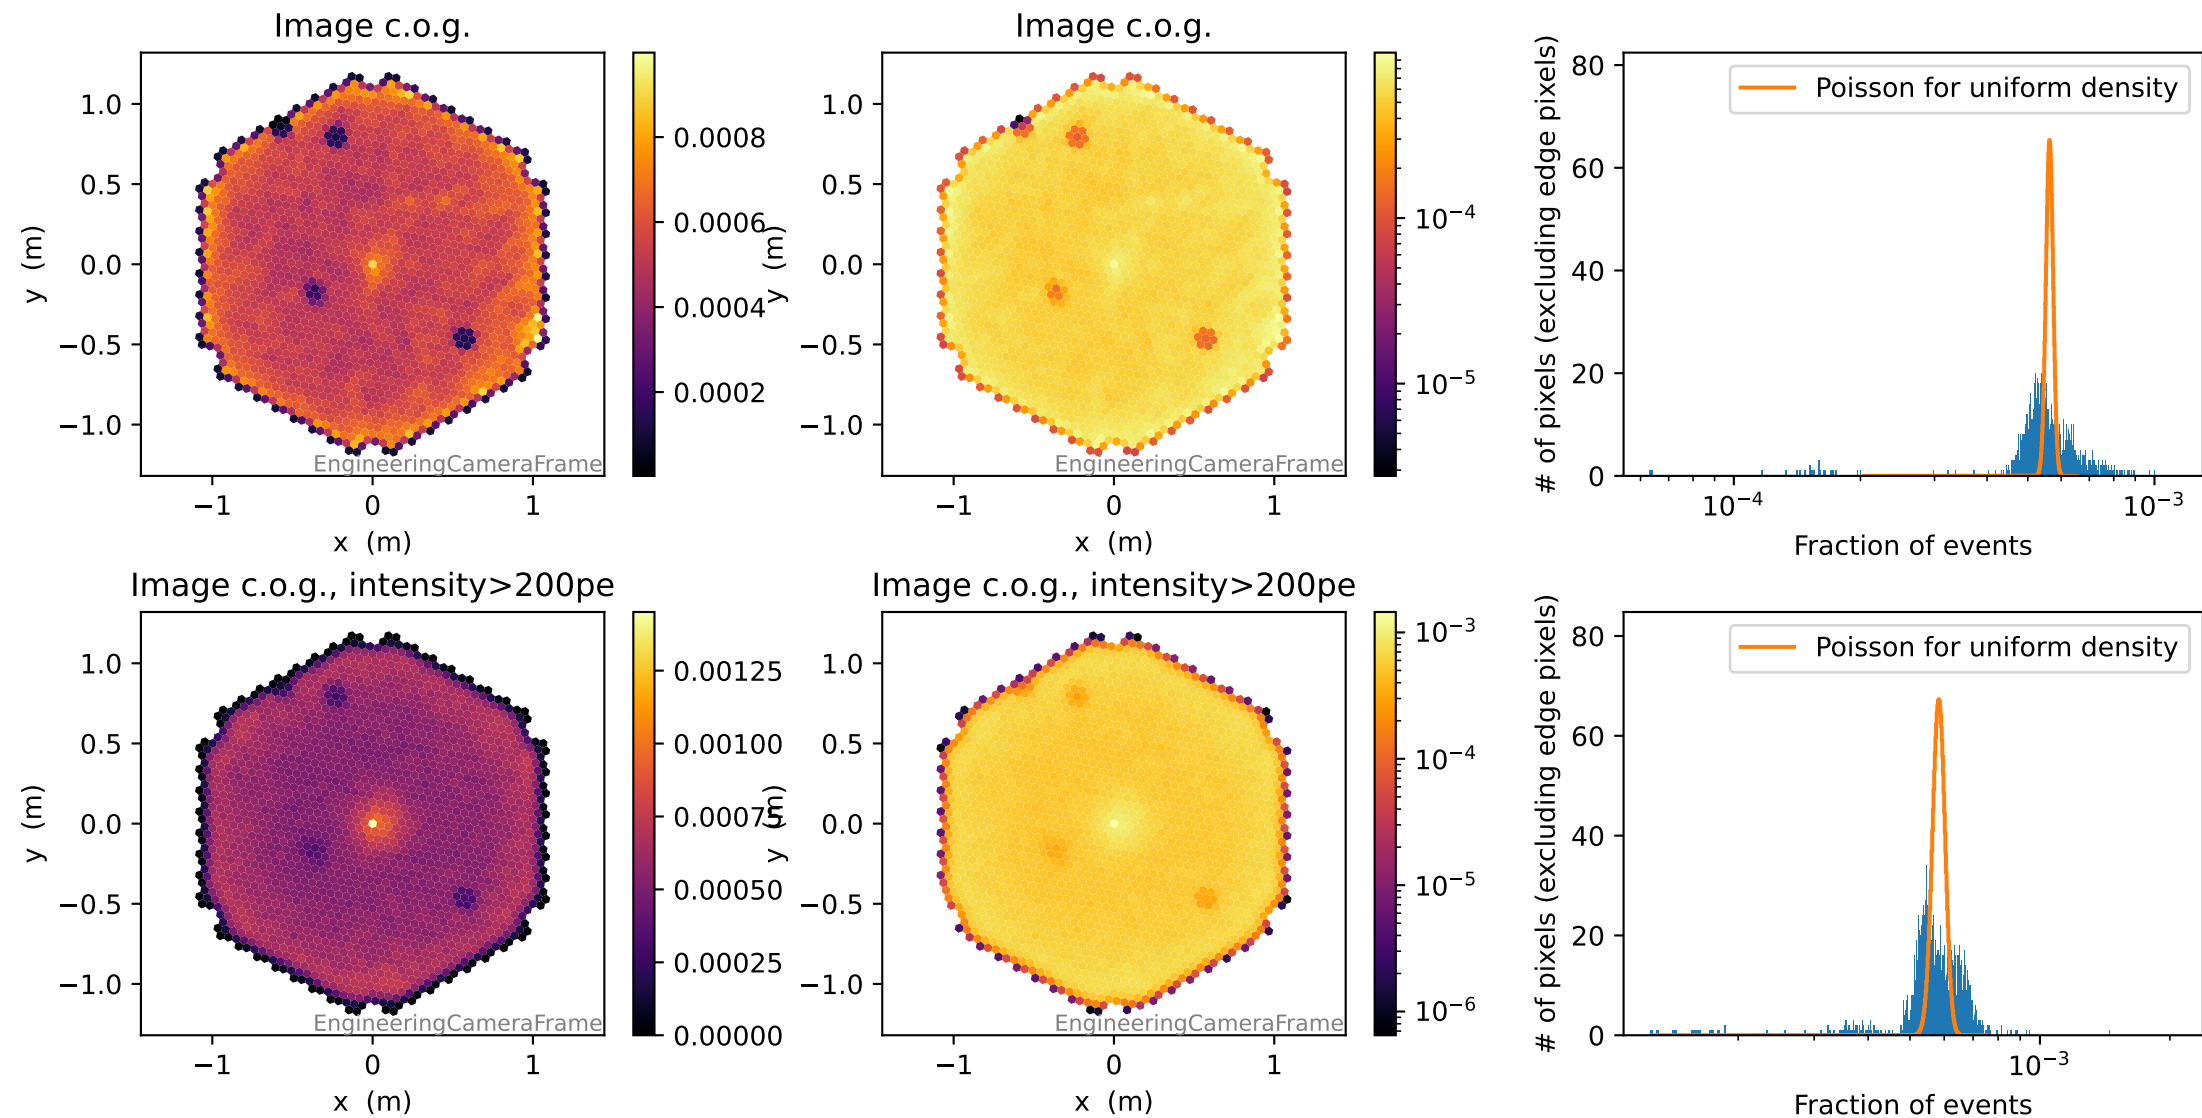 Image c.o.g.
1.0
0.5
0.0
−0.5
−1.0
y (m)
−1
0
1
x (m)
EngineeringCameraFrame
0.0008
0.0006
0.0004
0.0002
Image c.o.g.
y (m)
1.0
0.5
0.0
−0.5
−1.0
−1
0
1
x (m)
EngineeringCameraFrame
10⁻⁴
10⁻⁵
# of pixels (excluding edge pixels)
80
60
40
20
0
Poisson for uniform density
10⁻⁴
10⁻³
Fraction of events
Image c.o.g., intensity>200pe
1.0
0.5
0.0
−0.5
−1.0
y (m)
−1
0
1
x (m)
EngineeringCameraFrame
0.00125
0.00100
0.00075
0.00050
0.00025
0.00000
Image c.o.g., intensity>200pe
y (m)
1.0
0.5
0.0
−0.5
−1.0
−1
0
1
x (m)
EngineeringCameraFrame
10⁻³
10⁻⁴
10⁻⁵
10⁻⁶
# of pixels (excluding edge pixels)
80
60
40
20
0
Poisson for uniform density
10⁻³
Fraction of events